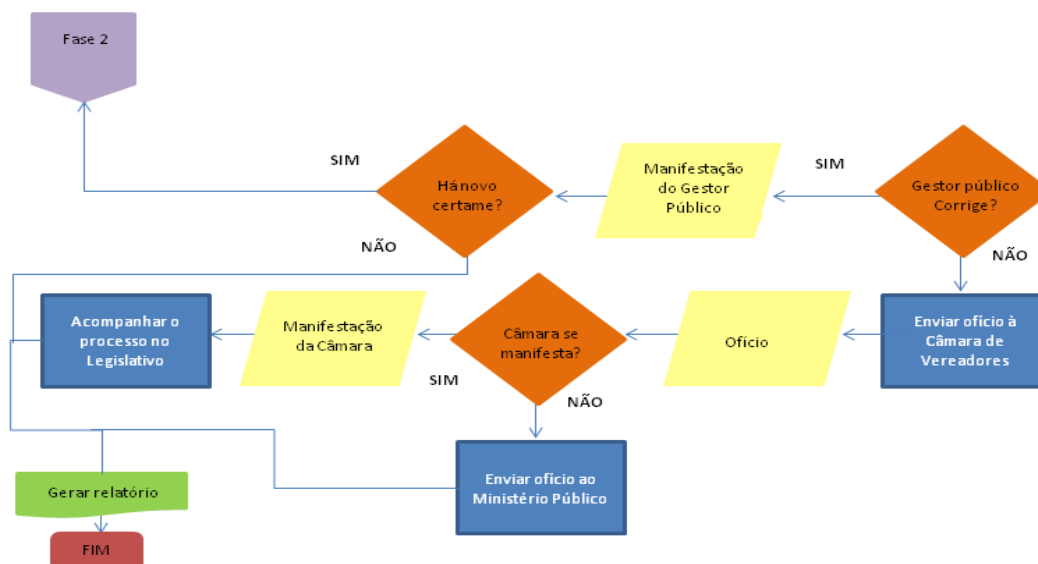 Fase 2
SIM
Há novo
certame?
Manifestação
do Gestor
Público
SIM
Gestor público
Corrige?
NÃO
NÃO
Acompanhar o
processo no
Legislativo
Manifestação
da Câmara
Câmara se
manifesta?
Ofício
Enviar ofício à
Câmara de
Vereadores
SIM
NÃO
Enviar ofício ao
Ministério Público
Gerar relatório
FIM